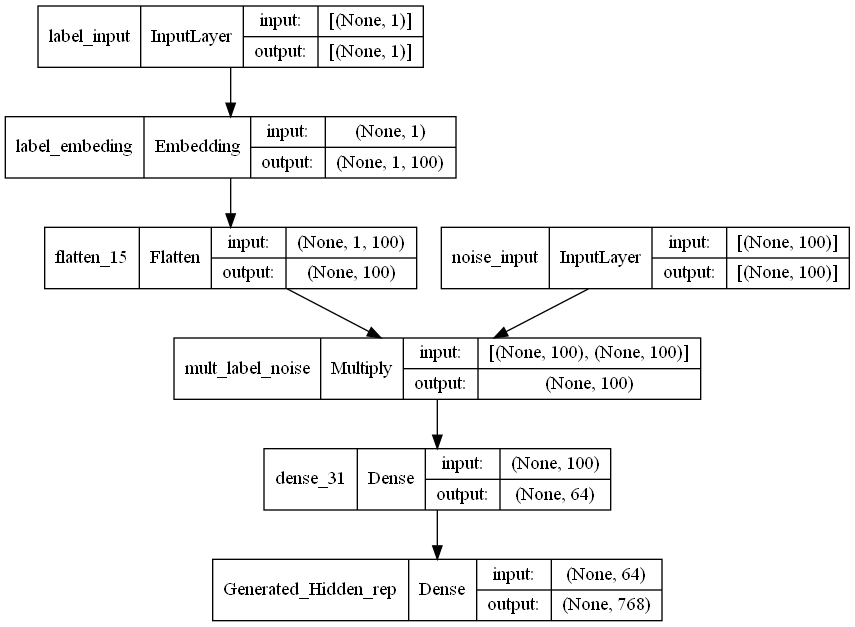 label_input InputLayer input: [(None, 1)]
output: [(None, 1)]
label_embeding Embedding input: (None, 1)
output: (None, 1, 100)
flatten_15 Flatten input: (None, 1, 100)
output: (None, 100)
noise_input InputLayer input: [(None, 100)]
output: [(None, 100)]
mult_label_noise Multiply input: [(None, 100), (None, 100)]
output: (None, 100)
dense_31 Dense input: (None, 100)
output: (None, 64)
Generated_Hidden_rep Dense input: (None, 64)
output: (None, 768)